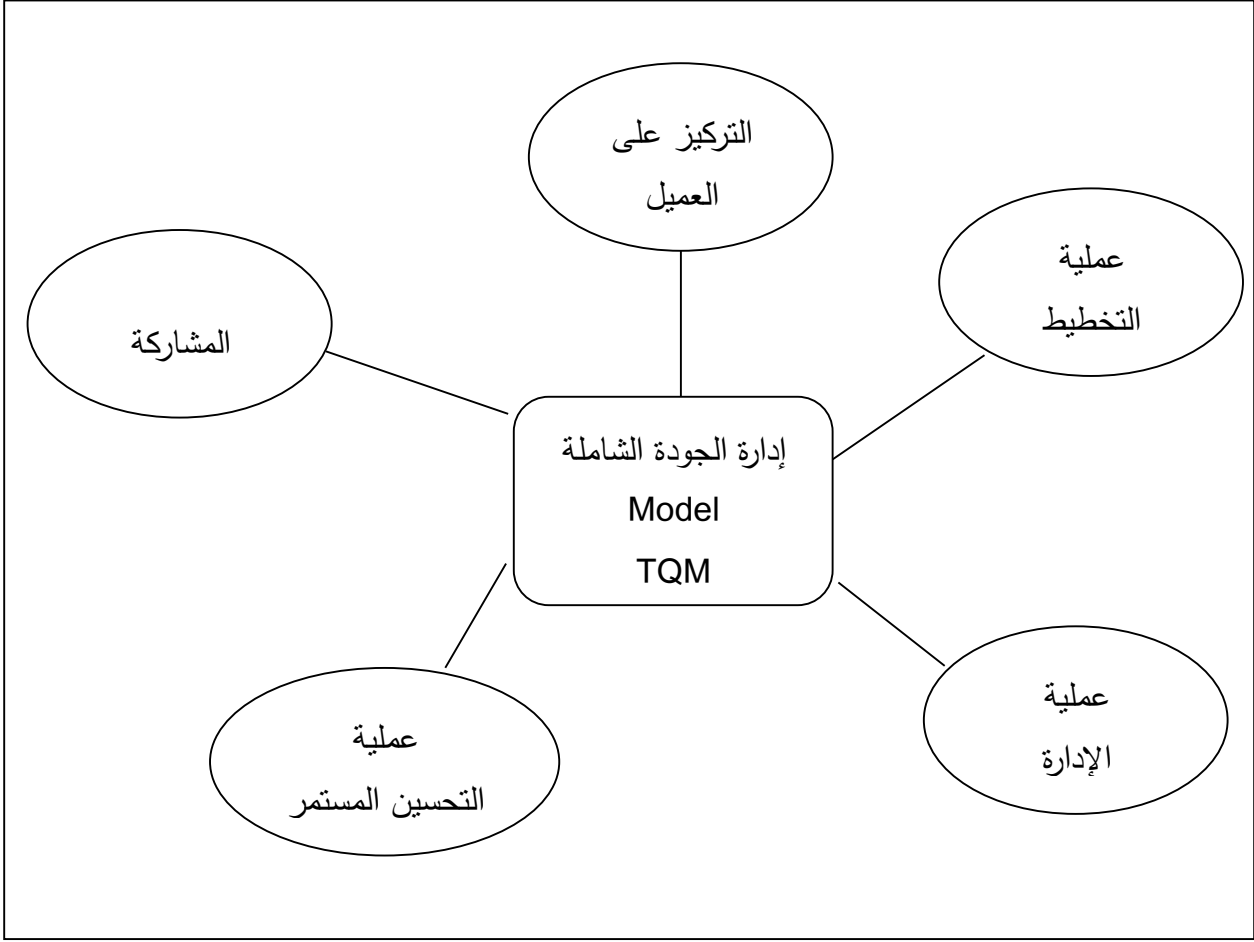 التركيز على
العميل
عملية
التخطيط
المشاركة
إدارة الجودة الشاملة
Model
TQM
عملية
الإدارة
عملية
التحسين المستمر